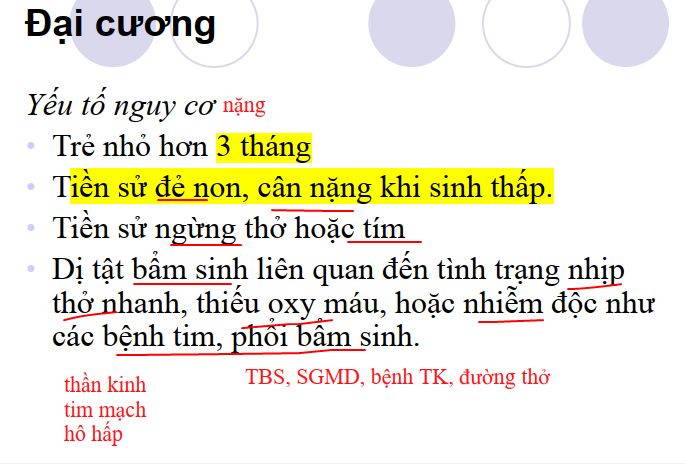 Đại cương
Yếu tố nguy cơ nặng
Trẻ nhỏ hơn 3 tháng
Tiền sử đẻ non, cân nặng khi sinh thấp.
Tiền sử ngừng thở hoặc tím
Dị tật bẩm sinh liên quan đến tình trạng nhịp
thở nhanh, thiếu oxy máu, hoặc nhiễm độc như
các bệnh tim, phổi bẩm sinh.
TBS, SGMD, bệnh TK, đường thở
thần kinh
tim mạch
hô hấp